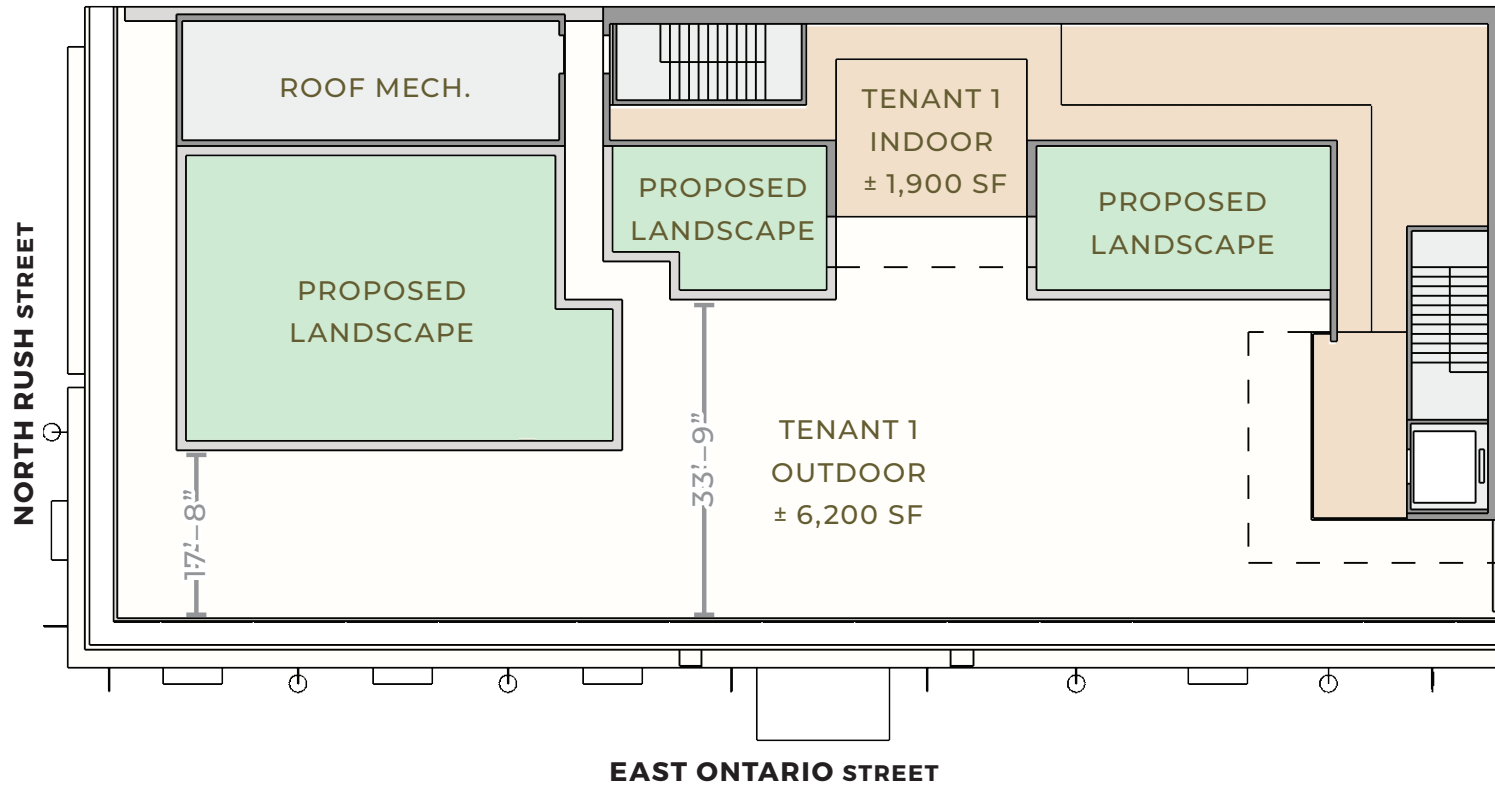 ROOF MECH.
TENANT 1
INDOOR
± 1,900 SF
PROPOSED
LANDSCAPE
PROPOSED
LANDSCAPE
PROPOSED
LANDSCAPE
NORTH RUSH STREET
17'–8”
33'–9”
TENANT 1
OUTDOOR
± 6,200 SF
EAST ONTARIO STREET